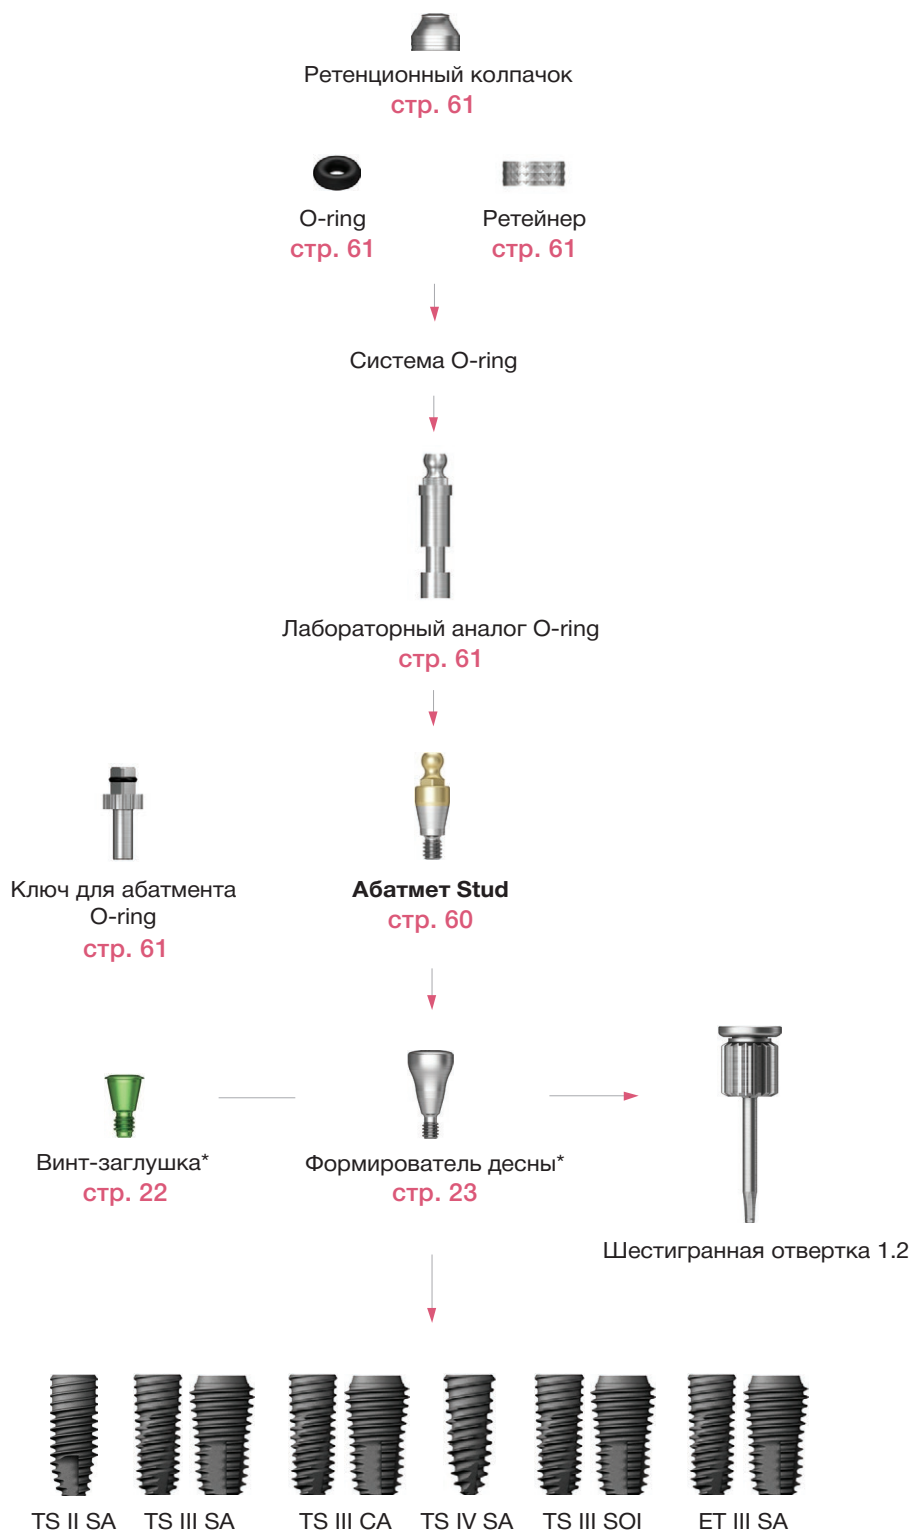 Ретенционный колпачок
стр. 61
O-ring
стр. 61
Ретейнер
стр. 61
Система O-ring
Лабораторный аналог O-ring
стр. 61
Ключ для абатмента
O-ring
стр. 61
Абатмет Stud
стр. 60
Винт-заглушка*
стр. 22
Формирователь десны*
стр. 23
Шестигранная отвертка 1.2
TS II SA
TS III SA
TS III CA
TS IV SA
TS III SOI
ET III SA